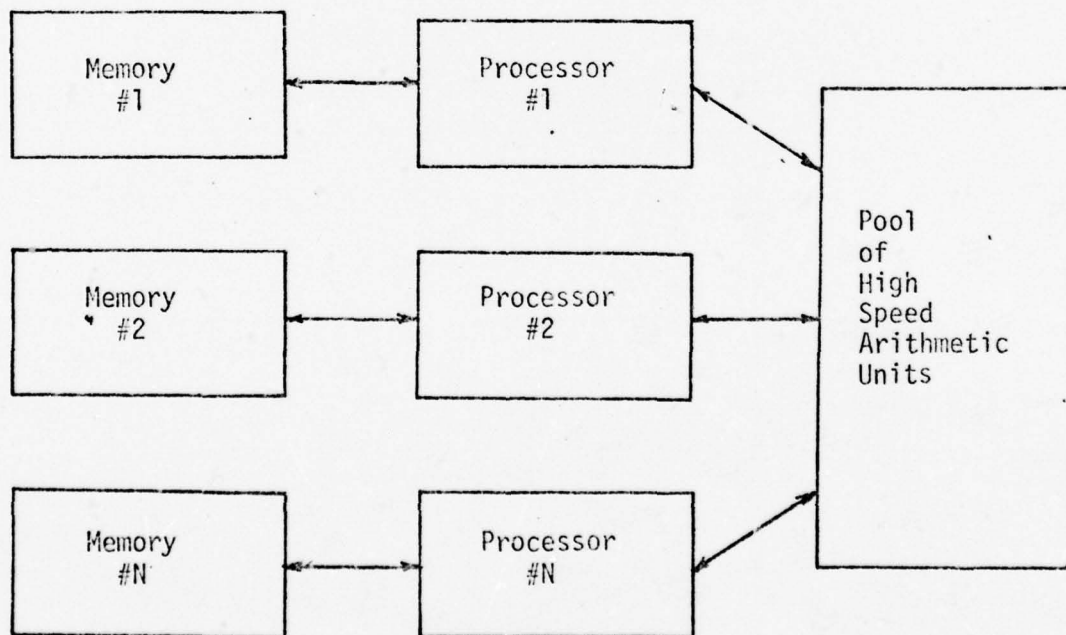 Memory
#1
Processor
#1
Memory
#2
Processor
#2
Memory
#N
Processor
#N
Pool
of
High
Speed
Arithmetic
Units